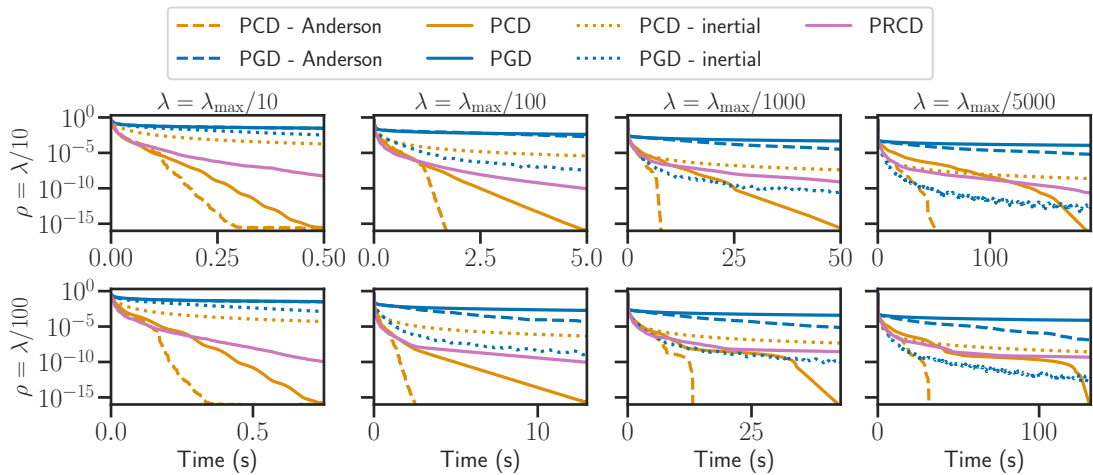 PCD - Anderson PCD PCD - inertial PRCD
PGD - Anderson PGD PGD - inertial
λ = λmax/10 λ = λmax/100 λ = λmax/1000 λ = λmax/5000
ρ = λ/10
10^0
10^−5
10^−10
10^−15
0.00 0.25 0.50 0.0 2.5 5.0 0 25 50 0 100
ρ = λ/100
10^0
10^−5
10^−10
10^−15
0.0 0.5 0 10 0 25 0 100
Time (s) Time (s) Time (s) Time (s)